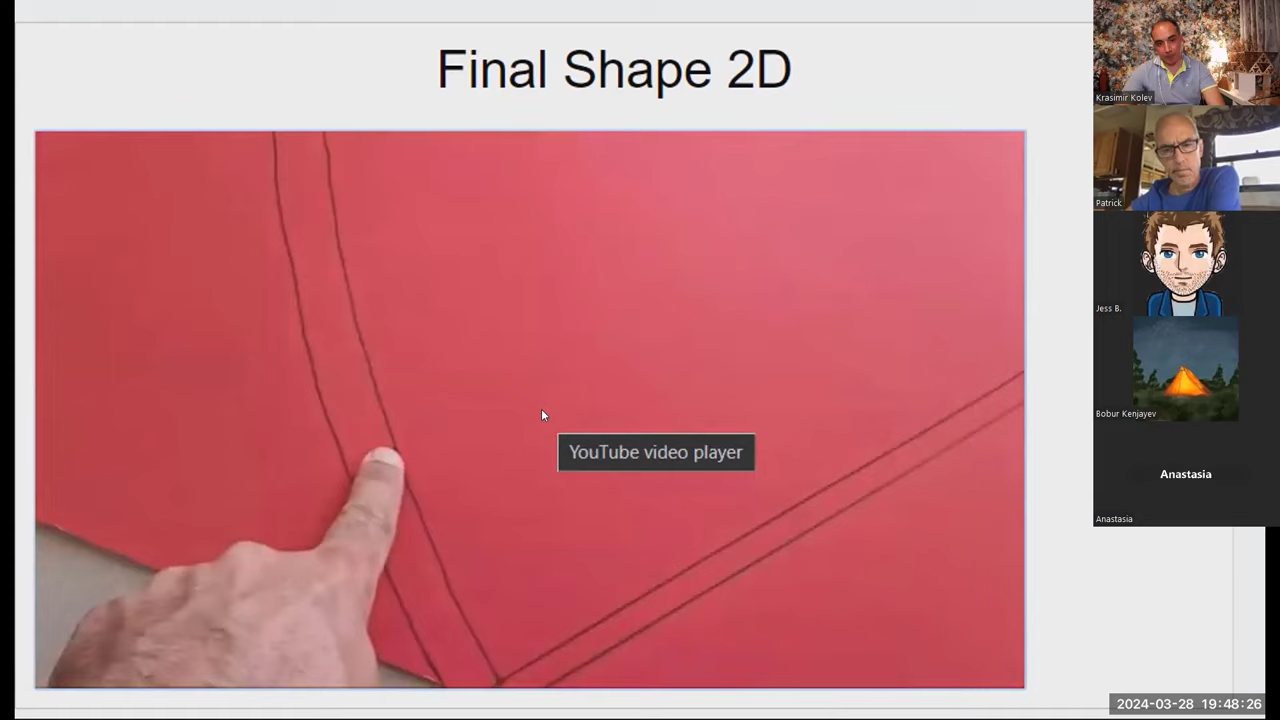 Final Shape 2D
YouTube video player
Krasimir Kolev
Patrick
Jess B.
Bobur Kenjayev
Anastasia
Anastasia
2024-03-28 19:48:26